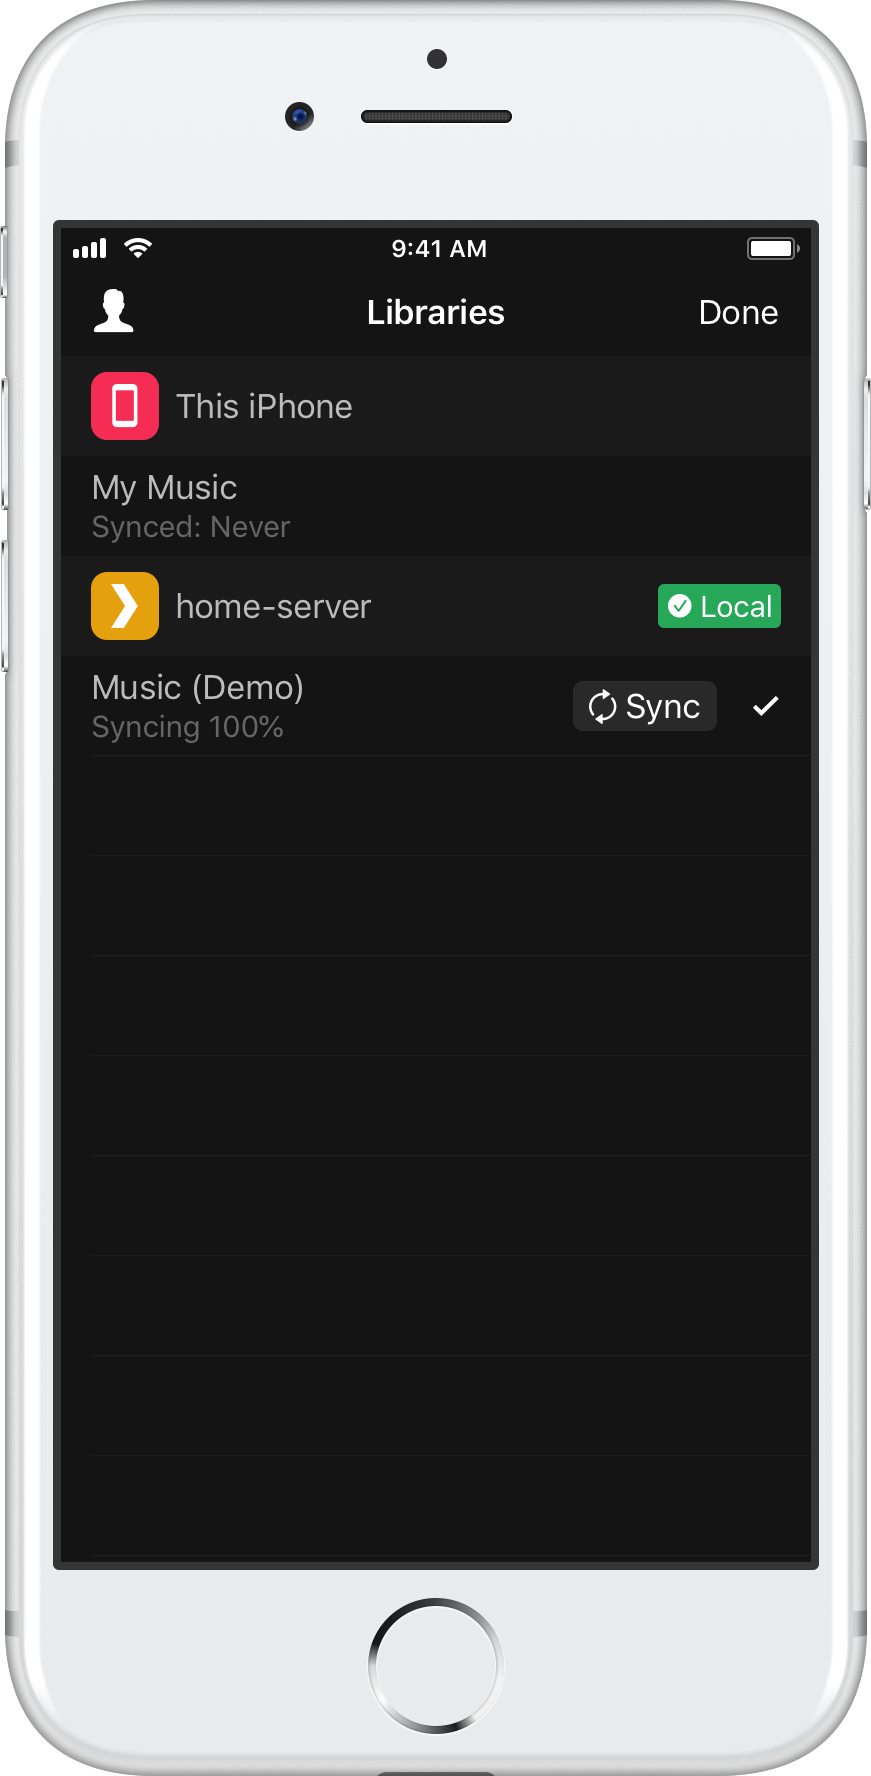 9:41 AM
Libraries
Done
This iPhone
My Music
Synced: Never
home-server
Local
Music (Demo)
Syncing 100%
Sync